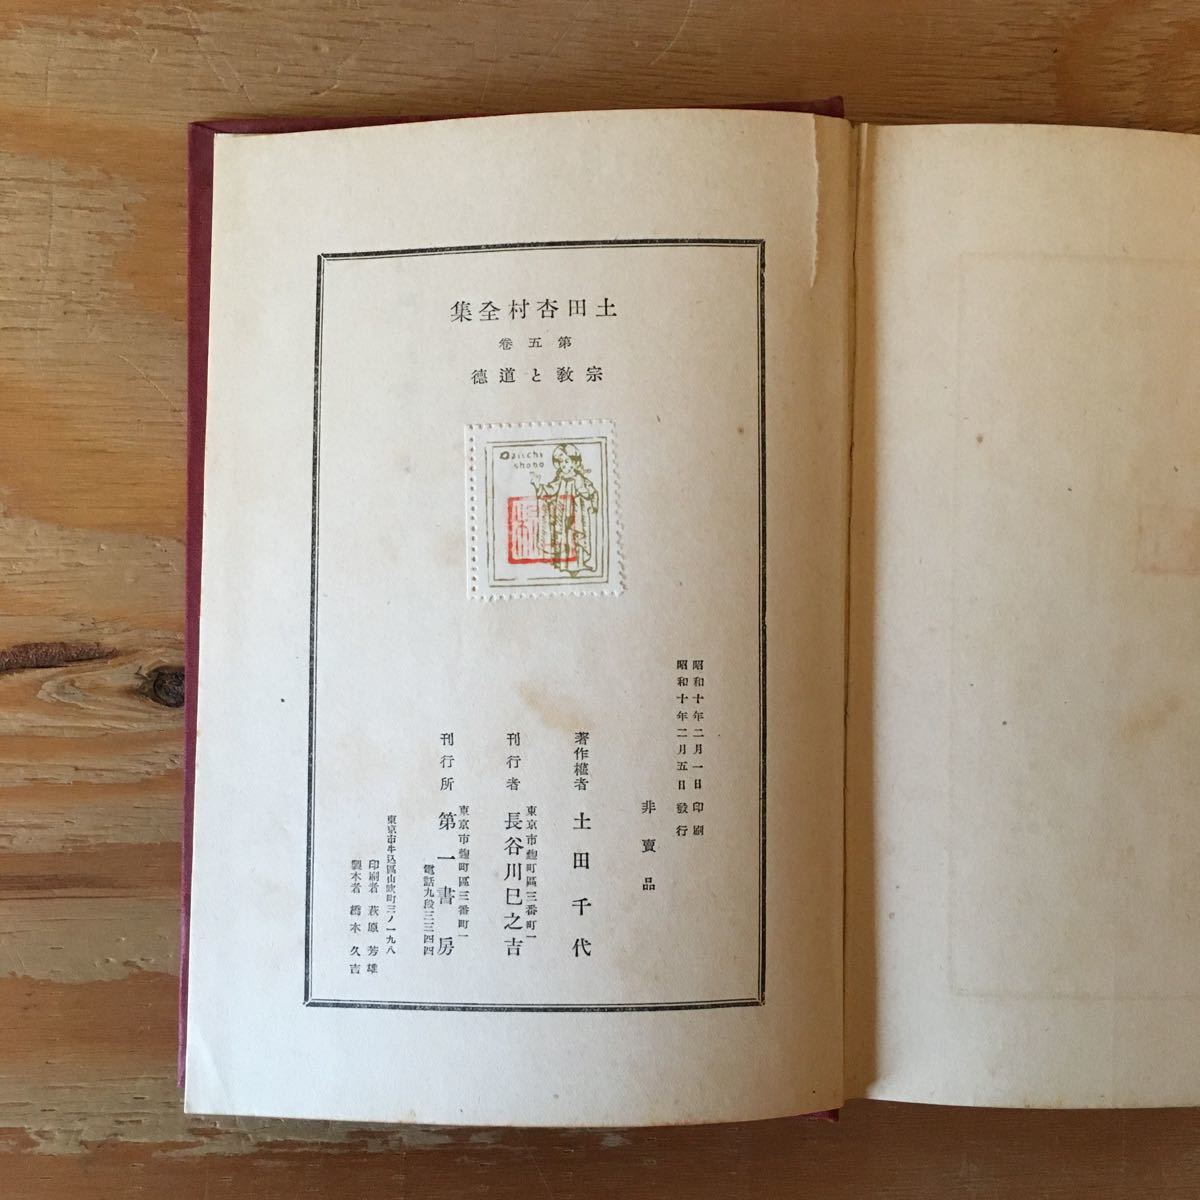 土田杏村全集
第五卷
宗敎と道德
Daiichi
shobo
昭和十年二月一日印刷
昭和十年二月五日發行
非賣品
著作權者 土田千代
東京市麹町區三番町一
刊行者 長谷川巳之吉
東京市麹町區三番町一
刊行所 第一書房
電話九段三三四四
東京市牛込區山吹町三ノ一九八
印刷者 萩原芳雄
製本者 橋本久吉